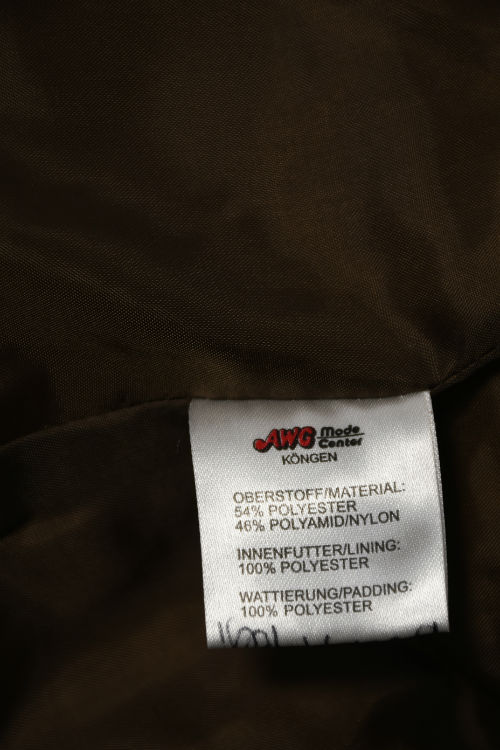 AWG Mode
Center
KÖNGEN
OBERSTOFF/MATERIAL:
54% POLYESTER
46% POLYAMID/NYLON
INNENFUTTER/LINING:
100% POLYESTER
WATTIERUNG/PADDING:
100% POLYESTER